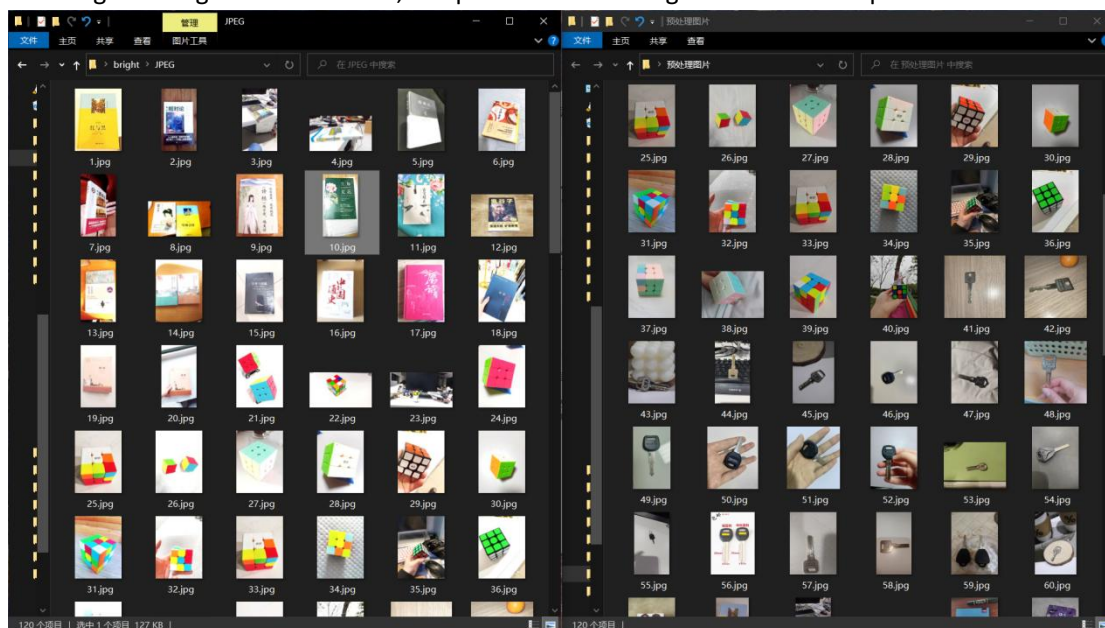 管理 JPEG
文件 主页 共享 查看 图片工具
bright > JPEG
在 JPEG 中搜索
1.jpg 2.jpg 3.jpg 4.jpg 5.jpg 6.jpg
7.jpg 8.jpg 9.jpg 10.jpg 11.jpg 12.jpg
13.jpg 14.jpg 15.jpg 16.jpg 17.jpg 18.jpg
中国通史
19.jpg 20.jpg 21.jpg 22.jpg 23.jpg 24.jpg
25.jpg 26.jpg 27.jpg 28.jpg 29.jpg 30.jpg
31.jpg 32.jpg 33.jpg 34.jpg 35.jpg 36.jpg
120 个项目 选中 1 个项目 127 KB
预处理图片
文件 主页 共享 查看
> 预处理图片
在 预处理图片 中搜索
25.jpg 26.jpg 27.jpg 28.jpg 29.jpg 30.jpg
31.jpg 32.jpg 33.jpg 34.jpg 35.jpg 36.jpg
37.jpg 38.jpg 39.jpg 40.jpg 41.jpg 42.jpg
43.jpg 44.jpg 45.jpg 46.jpg 47.jpg 48.jpg
49.jpg 50.jpg 51.jpg 52.jpg 53.jpg 54.jpg
55.jpg 56.jpg 57.jpg 58.jpg 59.jpg 60.jpg
120 个项目